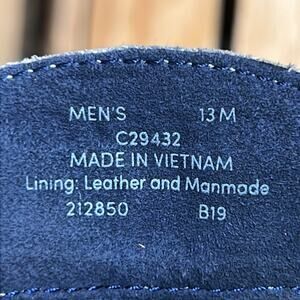 MEN'S 13 M
C29432
MADE IN VIETNAM
Lining: Leather and Manmade
212850 B19